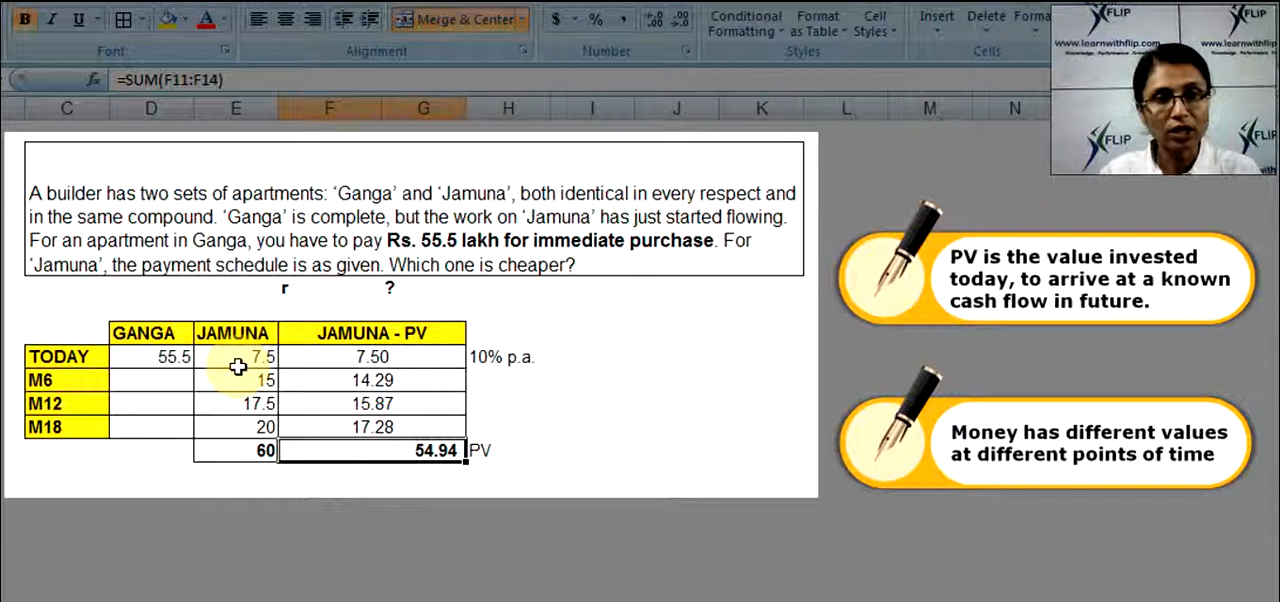 B I U Merge & Center $ % , .00 .00 Conditional Format Cell Insert Delete Forma
Formatting as Table Styles
Font Alignment Number Styles Cells
fx =SUM(F11:F14)
C D E F G H I J K L M N
FLIP FLIP
www.learnwithflip.com www.learnwithflip.com
FLIP FLIP
A builder has two sets of apartments: ‘Ganga’ and ‘Jamuna’, both identical in every respect and
in the same compound. ‘Ganga’ is complete, but the work on ‘Jamuna’ has just started flowing.
For an apartment in Ganga, you have to pay Rs. 55.5 lakh for immediate purchase. For
‘Jamuna’, the payment schedule is as given. Which one is cheaper?
r ?
GANGA JAMUNA JAMUNA - PV
TODAY 55.5 7.5 7.50 10% p.a.
M6 15 14.29
M12 17.5 15.87
M18 20 17.28
60 54.94 PV
PV is the value invested
today, to arrive at a known
cash flow in future.
Money has different values
at different points of time